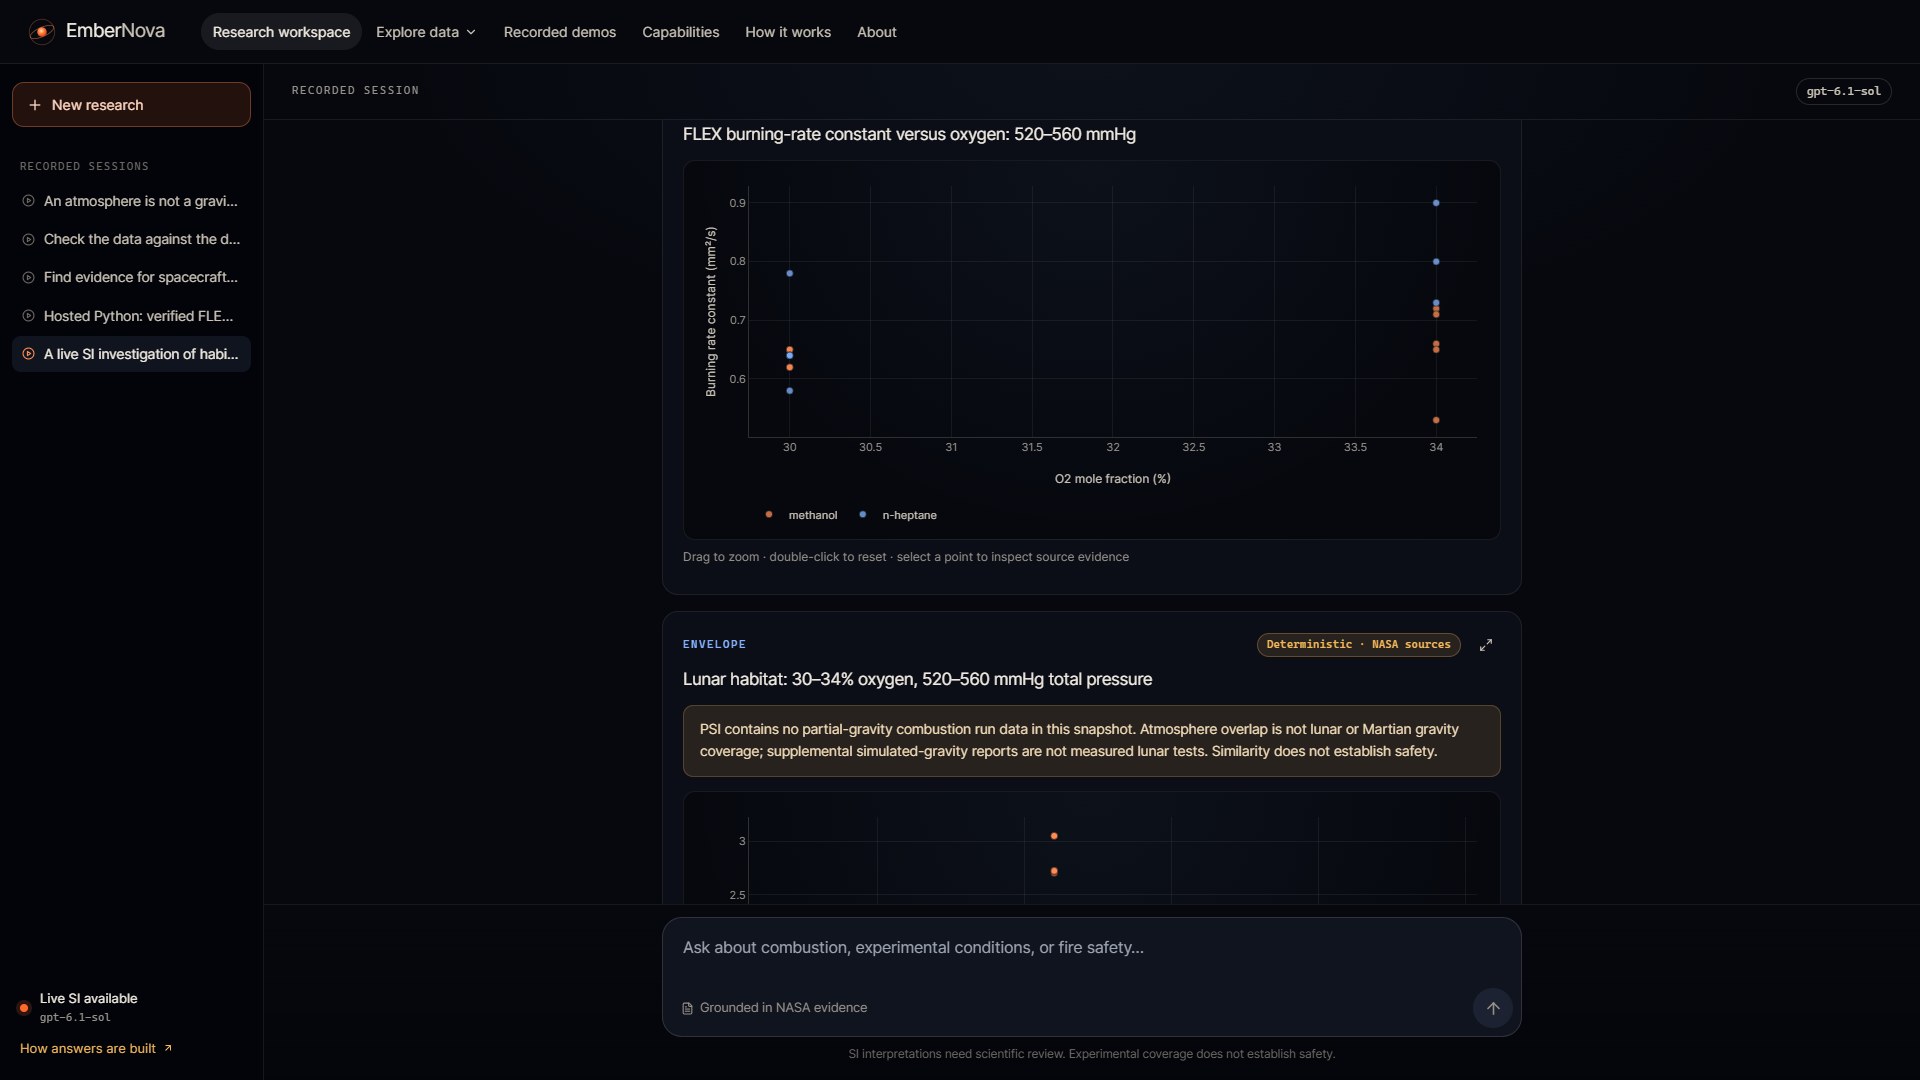 EmberNova
Research workspace
Explore data
Recorded demos
Capabilities
How it works
About
New research
RECORDED SESSIONS
An atmosphere is not a gravi...
Check the data against the d...
Find evidence for spacecraft...
Hosted Python: verified FLE...
A live SI investigation of habi...
Live SI available
gpt-6.1-sol
How answers are built
RECORDED SESSION
gpt-6.1-sol
FLEX burning-rate constant versus oxygen: 520–560 mmHg
0.9
0.8
0.7
0.6
Burning rate constant (mm²/s)
30
30.5
31
31.5
32
32.5
33
33.5
34
O2 mole fraction (%)
methanol
n-heptane
Drag to zoom · double-click to reset · select a point to inspect source evidence
ENVELOPE
Deterministic · NASA sources
Lunar habitat: 30–34% oxygen, 520–560 mmHg total pressure
PSI contains no partial-gravity combustion run data in this snapshot. Atmosphere overlap is not lunar or Martian gravity
coverage; supplemental simulated-gravity reports are not measured lunar tests. Similarity does not establish safety.
3
2.5
Ask about combustion, experimental conditions, or fire safety...
Grounded in NASA evidence
SI interpretations need scientific review. Experimental coverage does not establish safety.